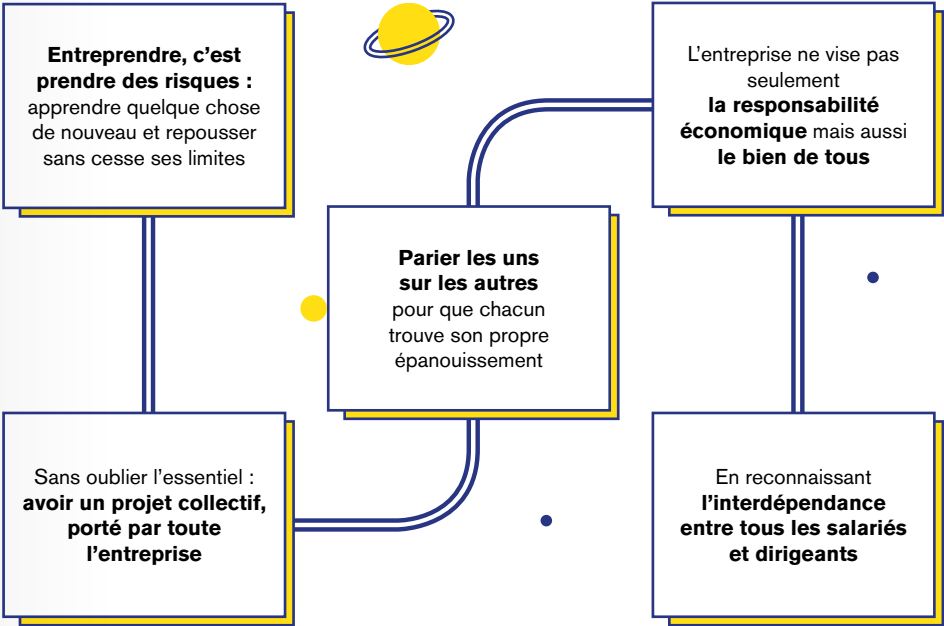 Entreprendre, c’est
prendre des risques :
apprendre quelque chose
de nouveau et repousser
sans cesse ses limites
Sans oublier l’essentiel :
avoir un projet collectif,
porté par toute
l’entreprise
Parier les uns
sur les autres
pour que chacun
trouve son propre
épanouissement
L’entreprise ne vise pas
seulement
la responsabilité
économique mais aussi
le bien de tous
En reconnaissant
l’interdépendance
entre tous les salariés
et dirigeants